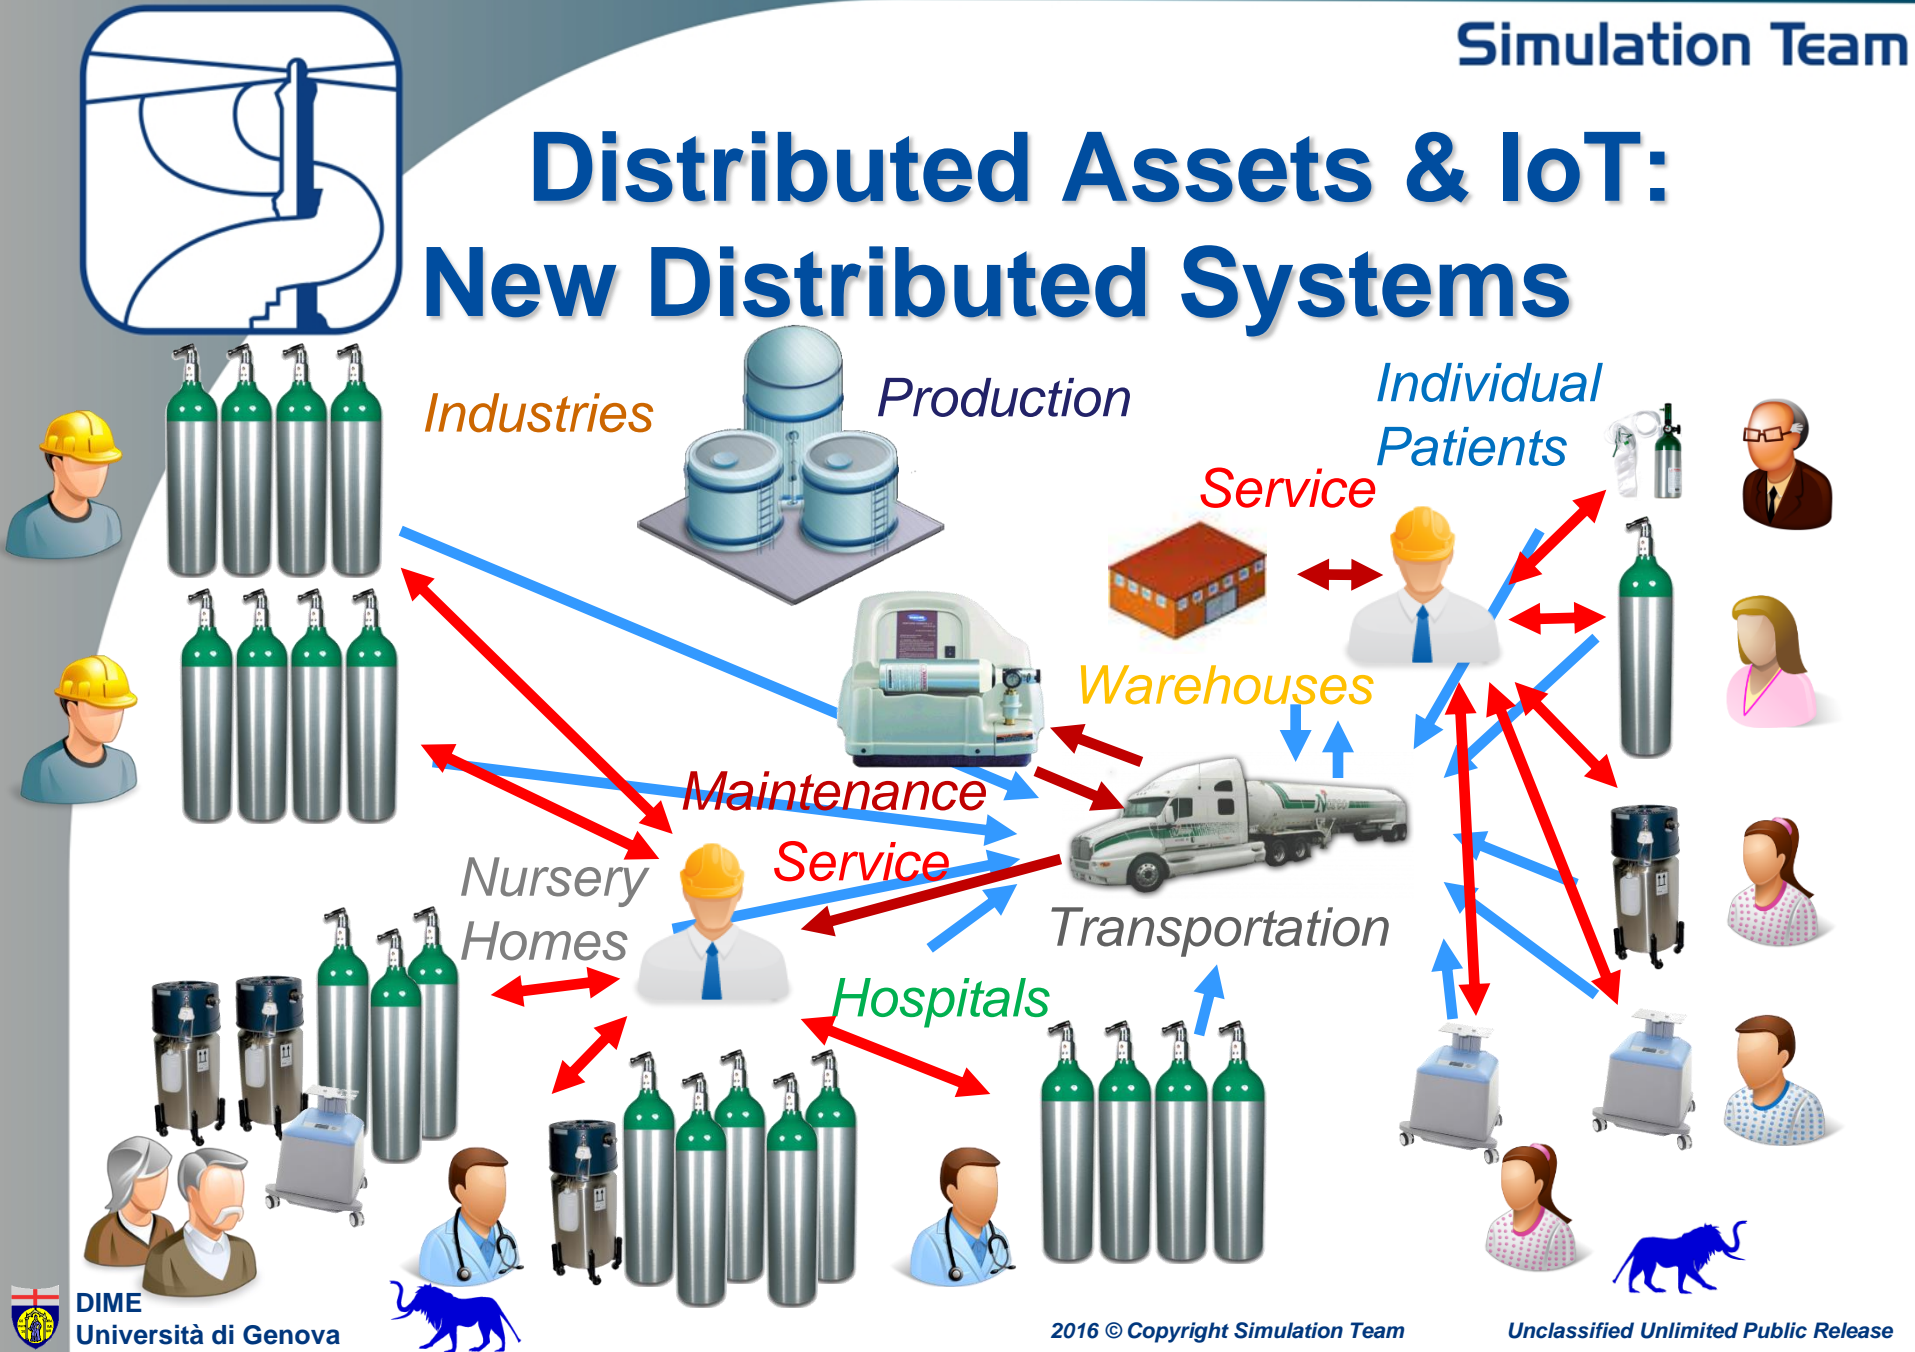 Simulation Team
Distributed Assets & IoT:
New Distributed Systems
Industries
Production
Individual
Patients
Service
Warehouses
Maintenance
Service
Nursery
Homes
Transportation
Hospitals
DIME
Università di Genova
2016 © Copyright Simulation Team
Unclassified Unlimited Public Release